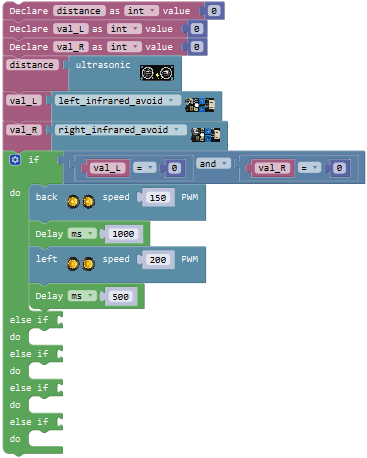 Declare distance as int value 0
Declare val_L as int value 0
Declare val_R as int value 0
distance ultrasonic
val_L left_infrared_avoid
val_R right_infrared_avoid
if val_L = 0 and val_R = 0
do back speed 150 PWM
Delay ms 1000
left speed 200 PWM
Delay ms 500
else if
do
else if
do
else if
do
else if
do